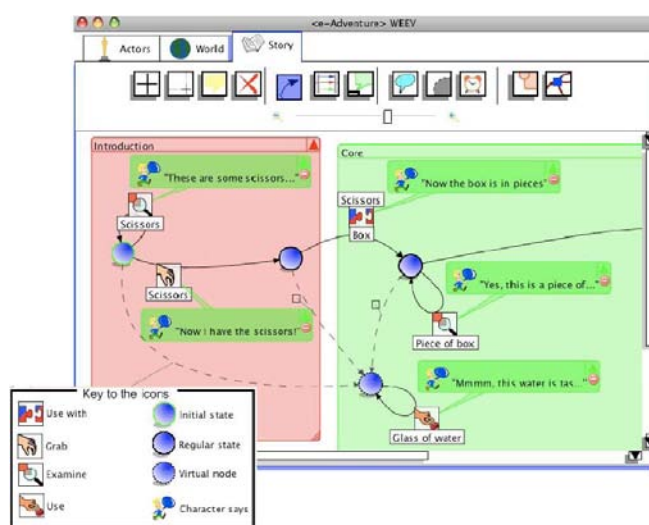 <e-Adventure> WEEV
Actors
World
Story
Introduction
"These are some scissors..."
Scissors
Scissors
"Now I have the scissors!"
Core
"Now the box is in pieces"
Scissors
Box
"Yes, this is a piece of..."
Piece of box
"Mmmm, this water is tas..."
Glass of water
Key to the icons
Use with
Initial state
Grab
Regular state
Examine
Virtual node
Use
Character says